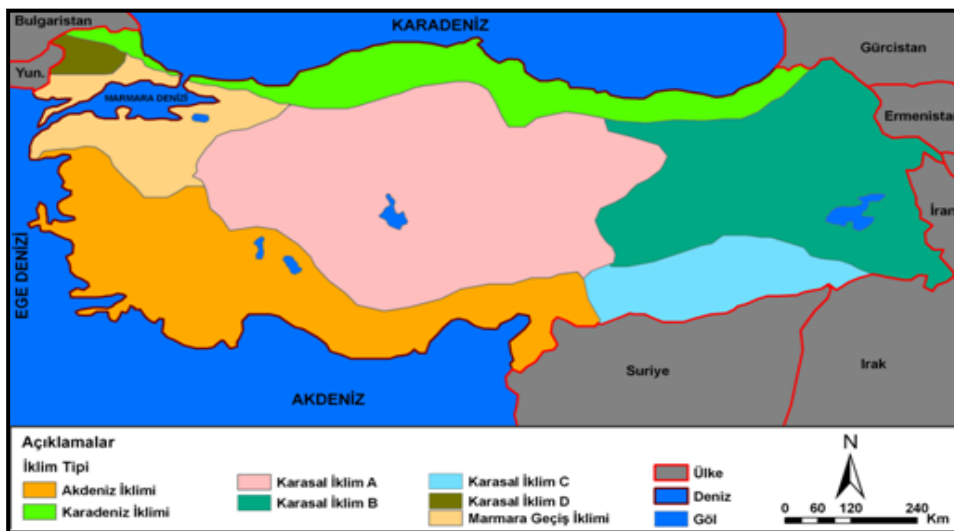 Bulgaristan
KARADENİZ
Gürcistan
Yun.
MARMARA DENİZİ
Ermenistan
İran
EGE DENİZİ
Suriye
Irak
AKDENİZ
Açıklamalar
İklim Tipi
Akdeniz İklimi
Karadeniz İklimi
Karasal İklim A
Karasal İklim B
Karasal İklim C
Karasal İklim D
Marmara Geçiş İklimi
Ülke
Deniz
Göl
N
0 60 120 240
Km